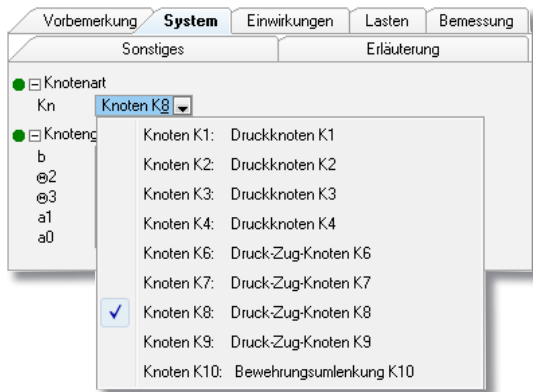 Vorbemerkung System Einwirkungen Lasten Bemessung
Sonstiges Erläuterung
Knotenart
Kn Knoten K8
Knoten K1: Druckknoten K1
Knoteng
Knoten K2: Druckknoten K2
b
Θ2
Knoten K3: Druckknoten K3
Θ3
a1
Knoten K4: Druckknoten K4
a0
Knoten K6: Druck-Zug-Knoten K6
Knoten K7: Druck-Zug-Knoten K7
Knoten K8: Druck-Zug-Knoten K8
Knoten K9: Druck-Zug-Knoten K9
Knoten K10: Bewehrungsumlenkung K10